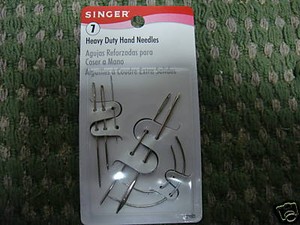 SINGER
7
Heavy Duty Hand Needles
Agujas Reforzadas para
Coser a Mano
Aiguilles à Coudre Extra-Solides